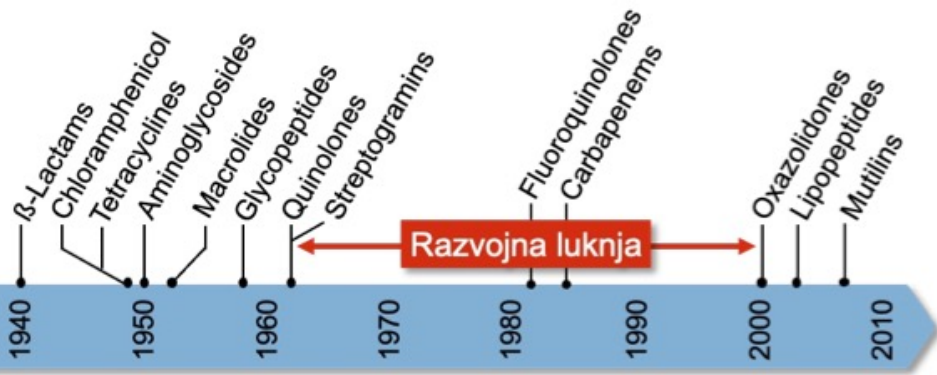 ß-Lactams
Chloramphenicol
Tetracyclines
Aminoglycosides
Macrolides
Glycopeptides
Quinolones
Streptogramins
Fluoroquinolones
Carbapenems
Oxazolidones
Lipopeptides
Mutilins
Razvojna luknja
1940
1950
1960
1970
1980
1990
2000
2010